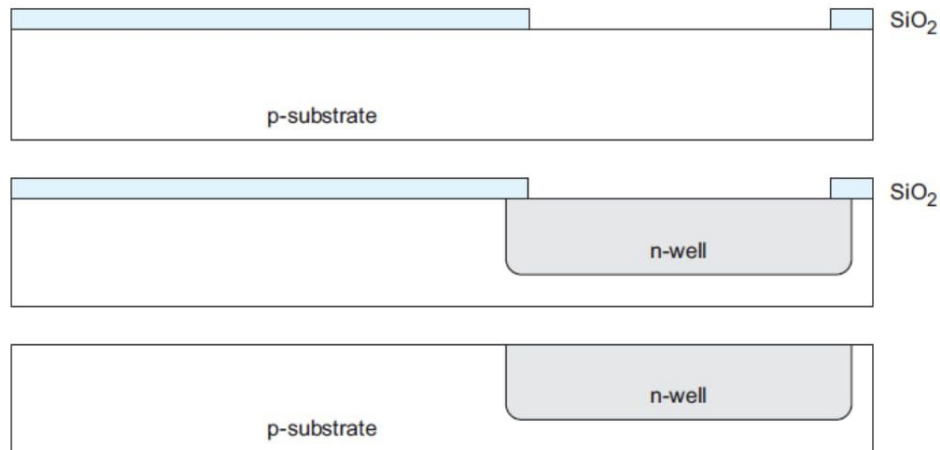 SiO₂
p-substrate
SiO₂
n-well
n-well
p-substrate